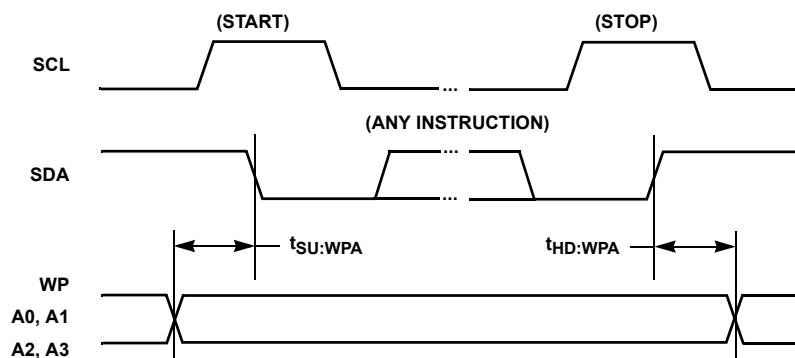 (START)
(STOP)
SCL
...
(ANY INSTRUCTION)
SDA
...
tSU:WPA
tHD:WPA
WP
A0, A1
A2, A3